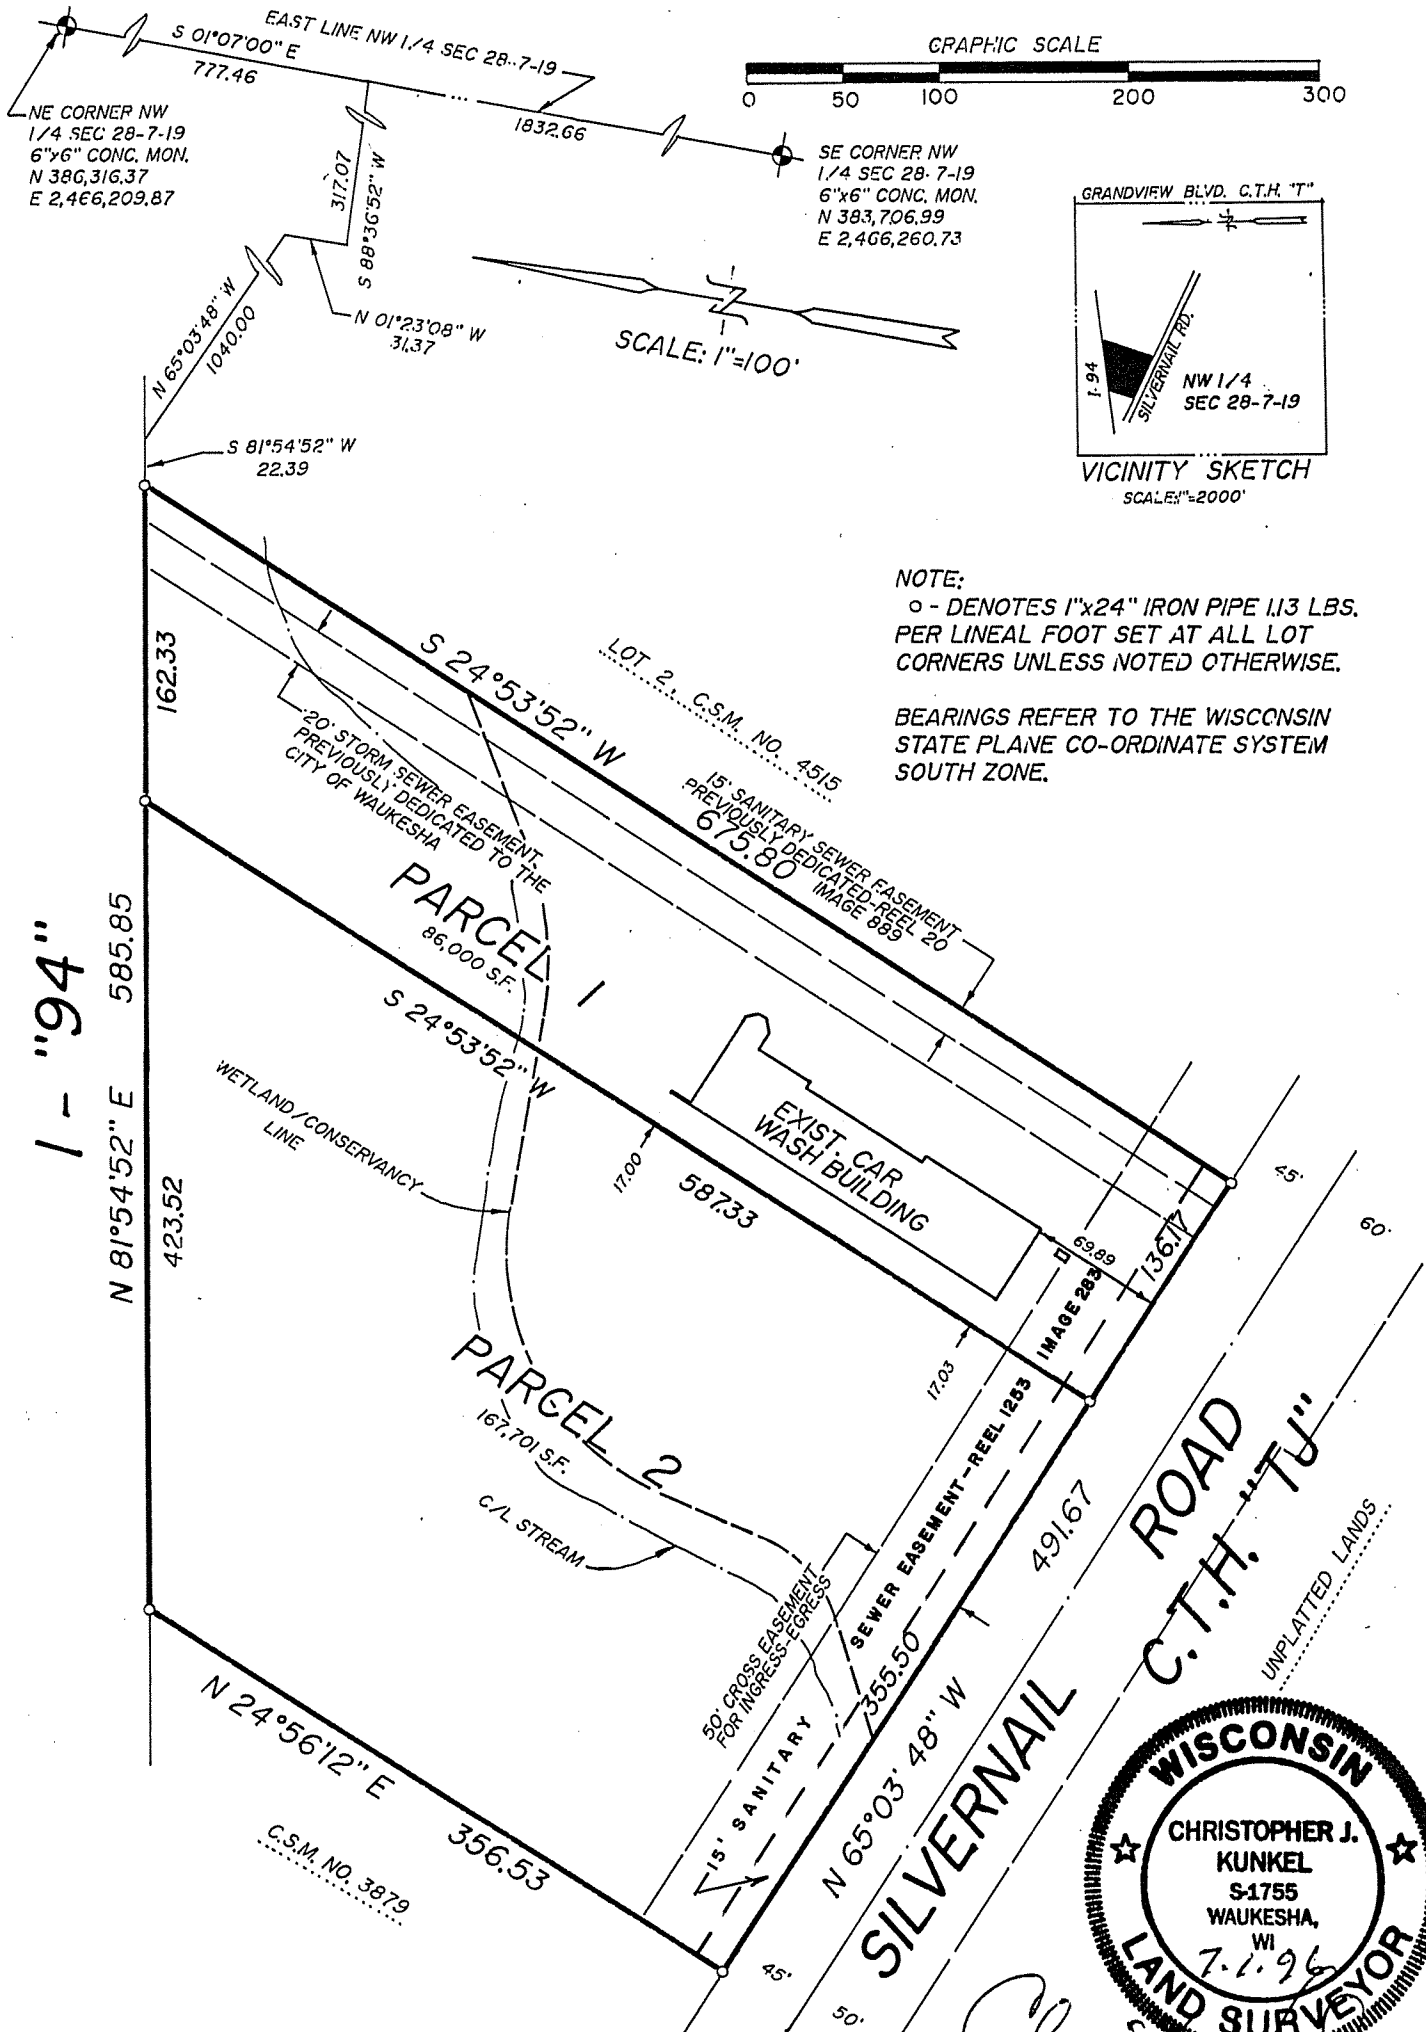 EAST LINE NW 1/4 SEC 28-7-19
S 01°07'00" E
777.46
1832.66
NE CORNER NW
1/4 SEC 28-7-19
6"x6" CONC. MON.
N 386,316.37
E 2,466,209.87
GRAPHIC SCALE
0 50 100 200 300
SE CORNER NW
1/4 SEC 28-7-19
6"x6" CONC. MON.
N 383,706.99
E 2,466,260.73
317.07
S 88°36'52" W
N 01°23'08" W
31.37
N 65°03'48" W
1040.00
SCALE: 1"=100'
GRANDVIEW BLVD. C.T.H. "T"
I-94
SILVERNAIL RD.
NW 1/4
SEC 28-7-19
VICINITY SKETCH
SCALE:1"=2000'
S 81°54'52" W
22.39
NOTE:
o - DENOTES 1"x24" IRON PIPE 1.13 LBS.
PER LINEAL FOOT SET AT ALL LOT
CORNERS UNLESS NOTED OTHERWISE.
BEARINGS REFER TO THE WISCONSIN
STATE PLANE CO-ORDINATE SYSTEM
SOUTH ZONE.
162.33
S 24°53'52" W
675.80
LOT 2, C.S.M. NO. 4515
20' STORM SEWER EASEMENT
PREVIOUSLY DEDICATED TO THE
CITY OF WAUKESHA
15' SANITARY SEWER EASEMENT
PREVIOUSLY DEDICATED-REEL 20
IMAGE 889
PARCEL 1
86,000 S.F.
S 24°53'52" W
587.33
I - "94"
N 81°54'52" E 585.85
423.52
WETLAND/CONSERVANCY
LINE
17.00
EXIST. CAR
WASH BUILDING
69.89
136.17
45'
60'
17.03
PARCEL 2
167,701 S.F.
C/L STREAM
15' SANITARY SEWER EASEMENT-REEL 1253 IMAGE 283
50' CROSS EASEMENT
FOR INGRESS-EGRESS
355.50
491.67
N 65°03'48" W
SILVERNAIL ROAD
C.T.H. "TJ"
UNPLATTED LANDS
N 24°56'12" E
356.53
C.S.M. NO. 3879
45'
50'
WISCONSIN
CHRISTOPHER J.
KUNKEL
S-1755
WAUKESHA,
WI
7.1.96
LAND SURVEYOR